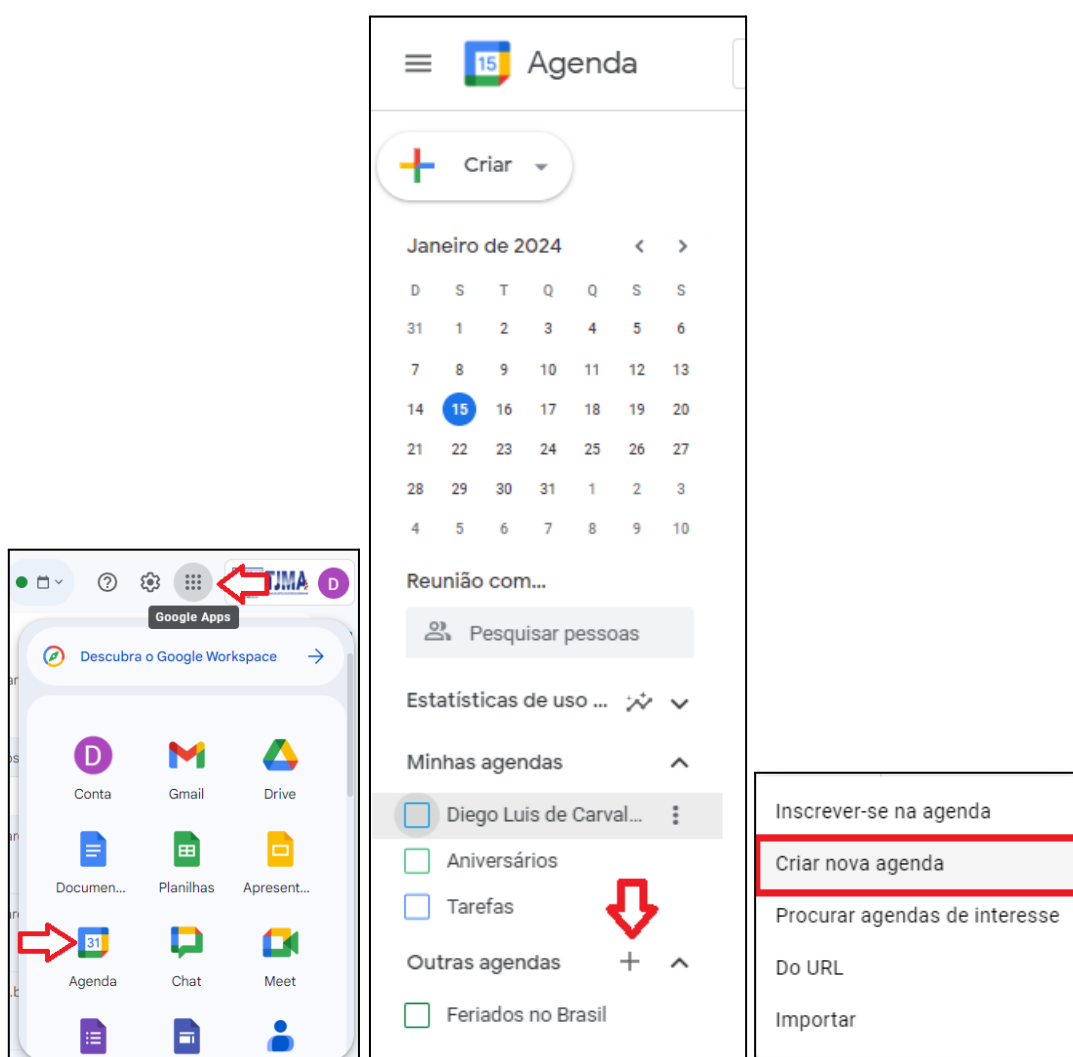 TJMA
D
Google Apps
Descubra o Google Workspace
D
Conta
Gmail
Drive
Documen...
Planilhas
Apresent...
31
Agenda
Chat
Meet
15
Agenda
Criar
Janeiro de 2024
D S T Q Q S S
31 1 2 3 4 5 6
7 8 9 10 11 12 13
14 15 16 17 18 19 20
21 22 23 24 25 26 27
28 29 30 31 1 2 3
4 5 6 7 8 9 10
Reunião com...
Pesquisar pessoas
Estatísticas de uso ...
Minhas agendas
Diego Luis de Carval...
Aniversários
Tarefas
Outras agendas
Feriados no Brasil
Inscrever-se na agenda
Criar nova agenda
Procurar agendas de interesse
Do URL
Importar